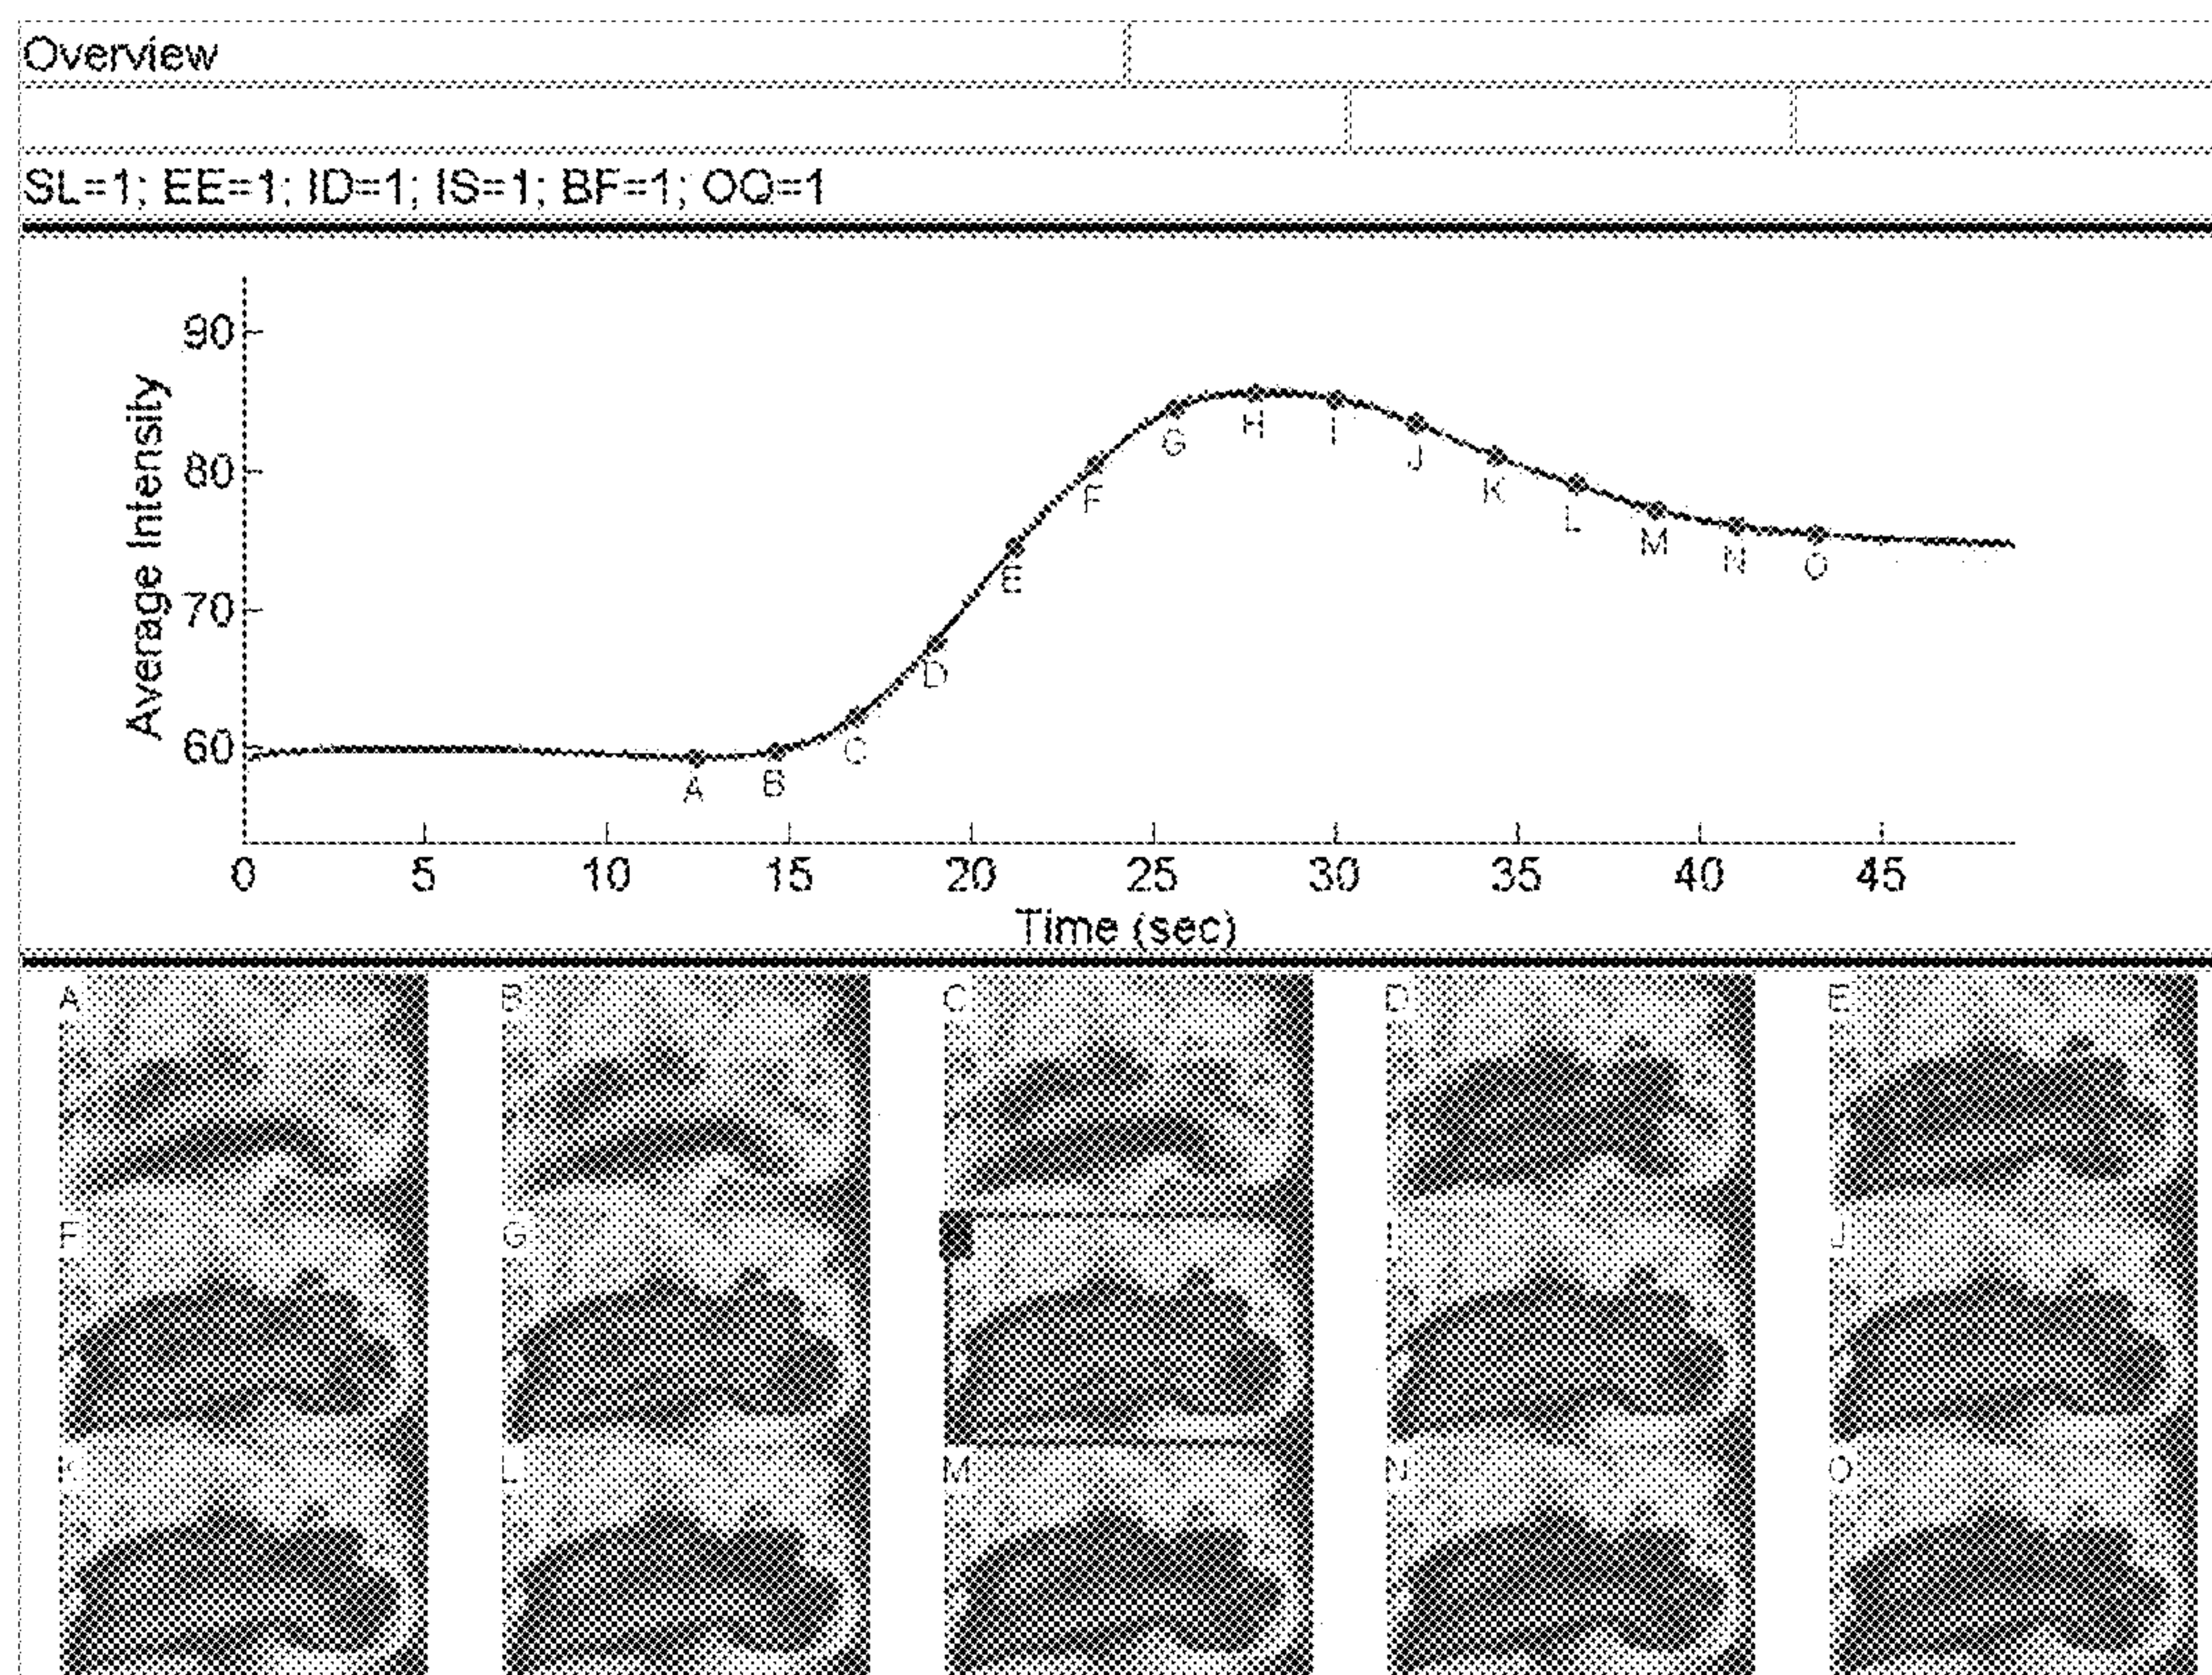 Overview
SL=1; EE=1; ID=1; IS=1; BF=1; OQ=1
90
80
70
60
Average Intensity
A
B
C
D
E
F
G
H
I
J
K
L
M
N
O
0 5 10 15 20 25 30 35 40 45
Time (sec)
A B C D E
F G I J
K L M N O